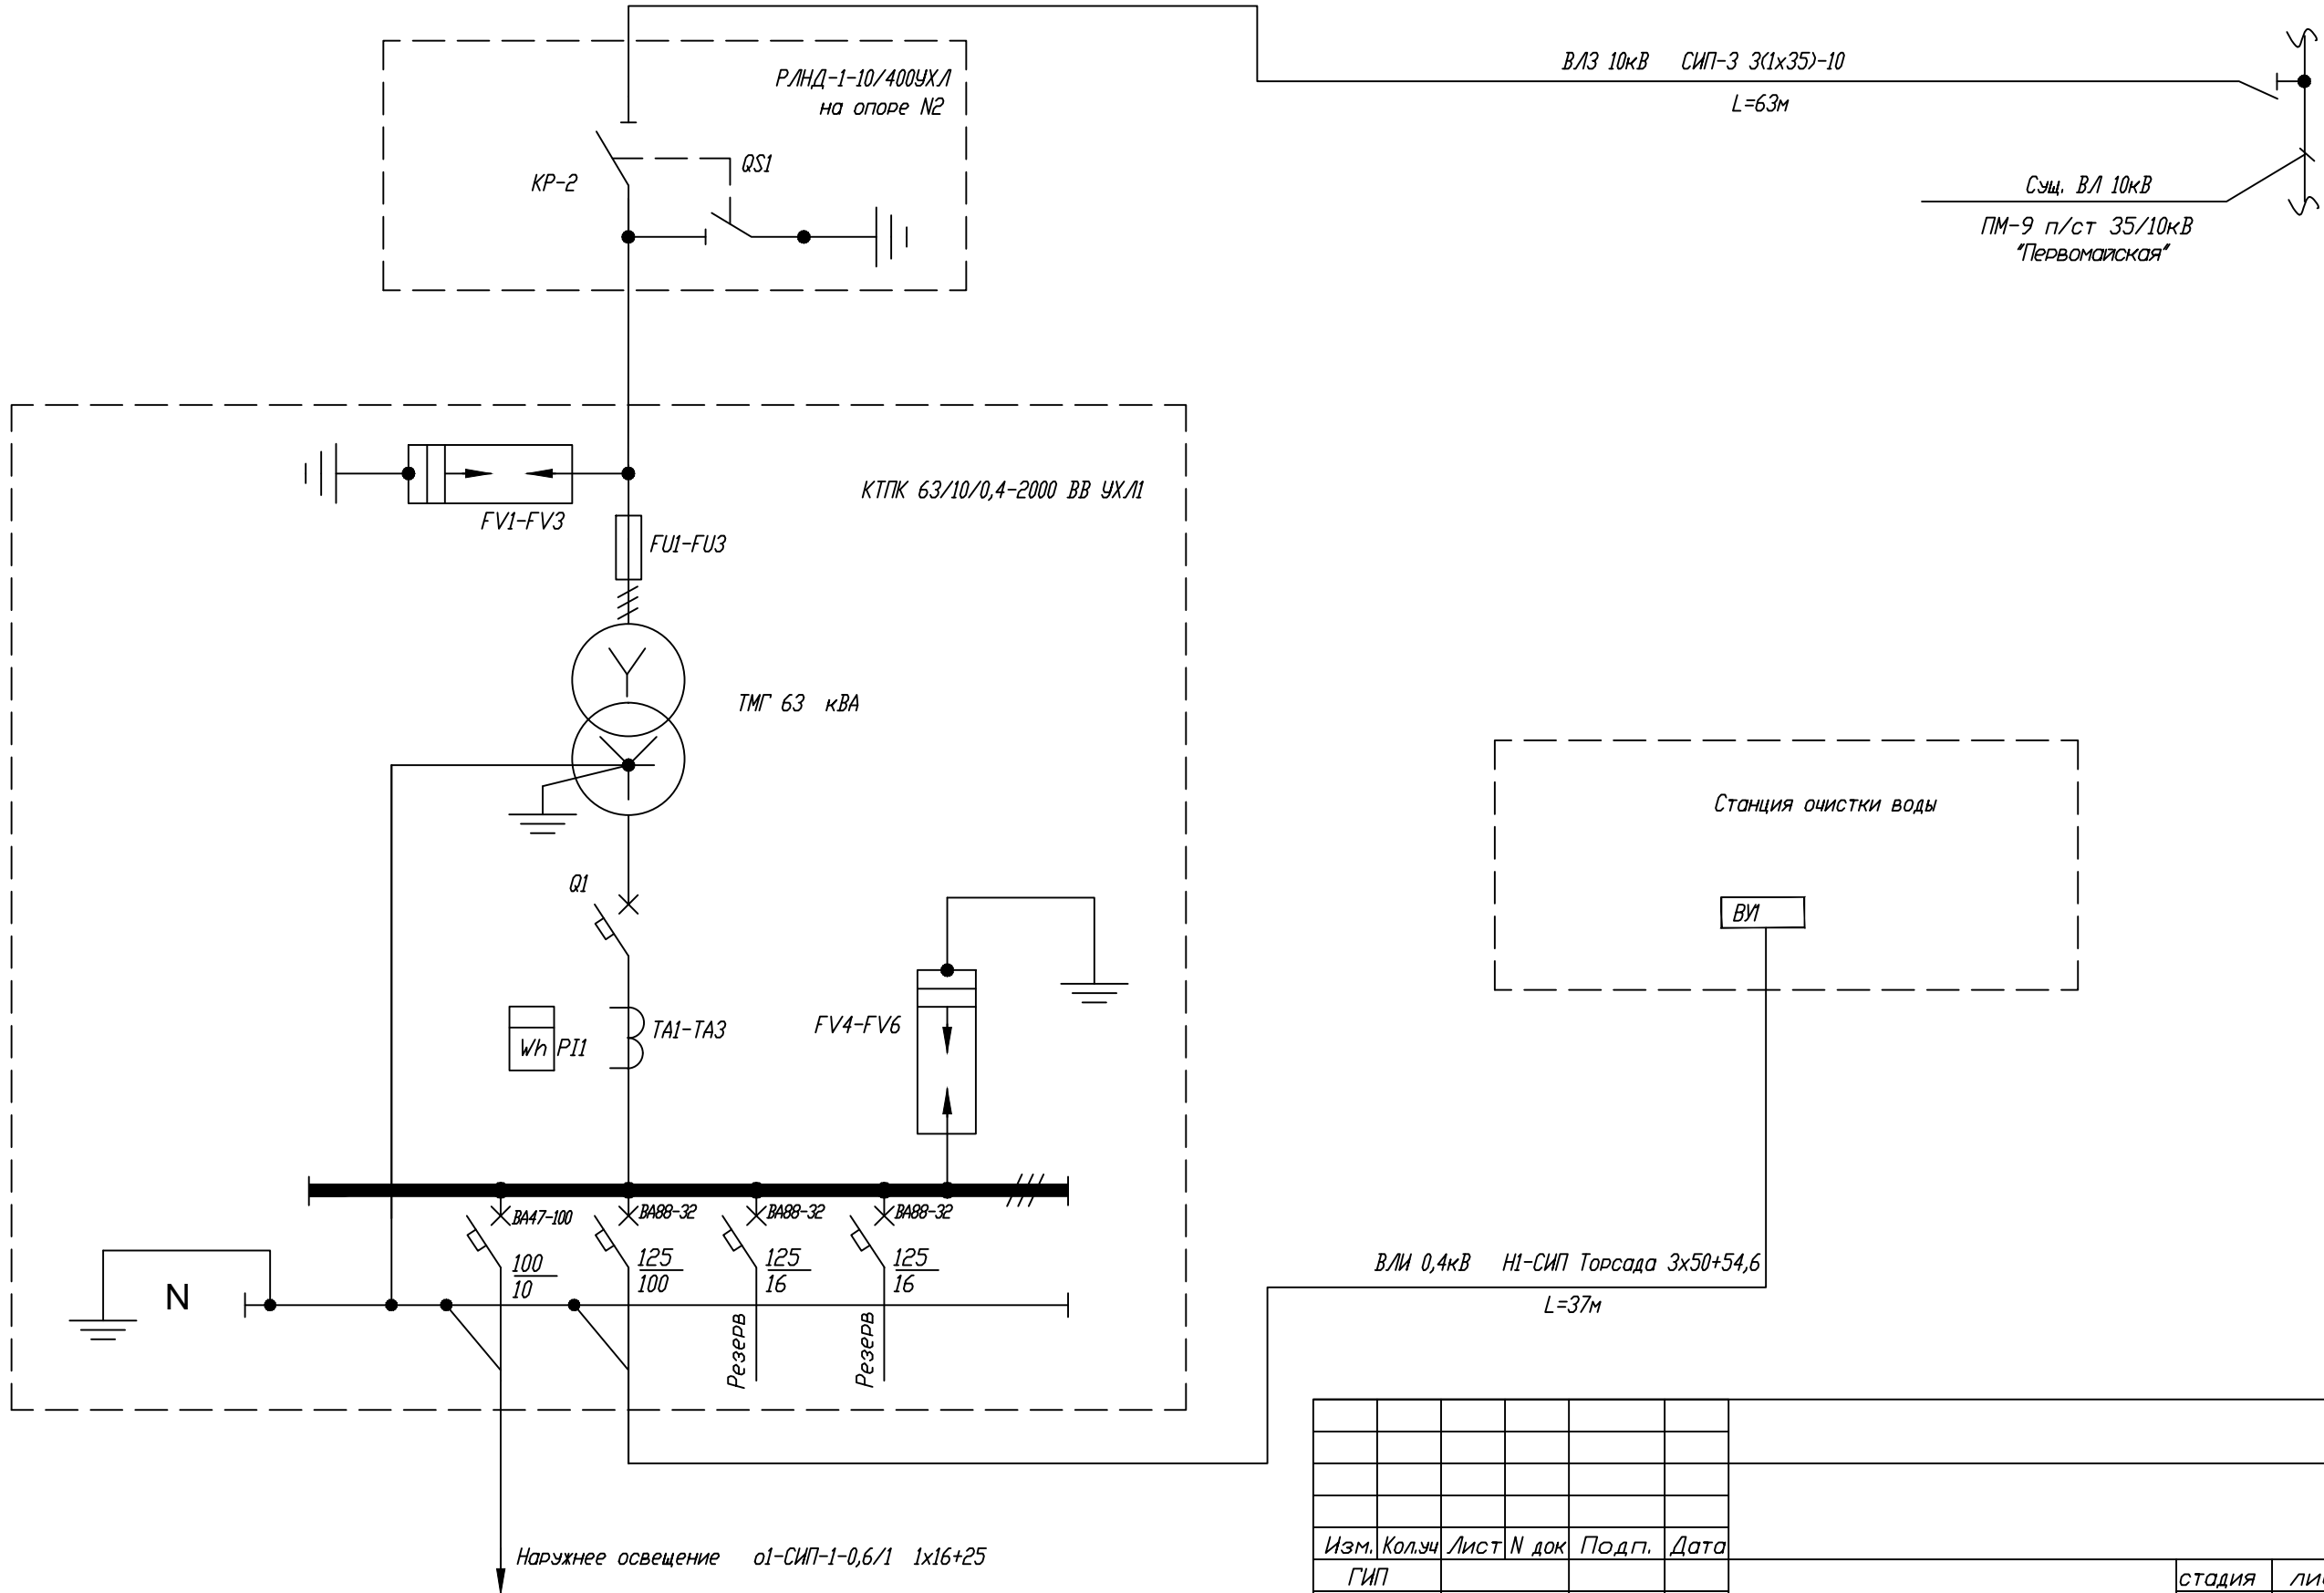 РЛНД-1-10/400УХЛ
на опоре N2
QS1
КР-2
ВЛЗ 10кВ СИП-3 3(1х35)-10
L=63м
Сущ. ВЛ 10кВ
ПМ-9 п/ст 35/10кВ
"Первомайская"
КТПК 63/10/0,4-2000 ВВ УХЛ1
FV1-FV3
FU1-FU3
ТМГ 63 кВА
Станция очистки воды
ВУ1
Q1
Wh PI1
TA1-TA3
FV4-FV6
ВА47-100
ВА88-32
ВА88-32
ВА88-32
100
10
125
100
125
16
125
16
N
Резерв
Резерв
ВЛИ 0,4кВ Н1-СИП Торсада 3х50+54,6
L=37м
Наружнее освещение о1-СИП-1-0,6/1 1х16+25
Изм. Кол.уч Лист N док Подп. Дата
ГИП
стадия